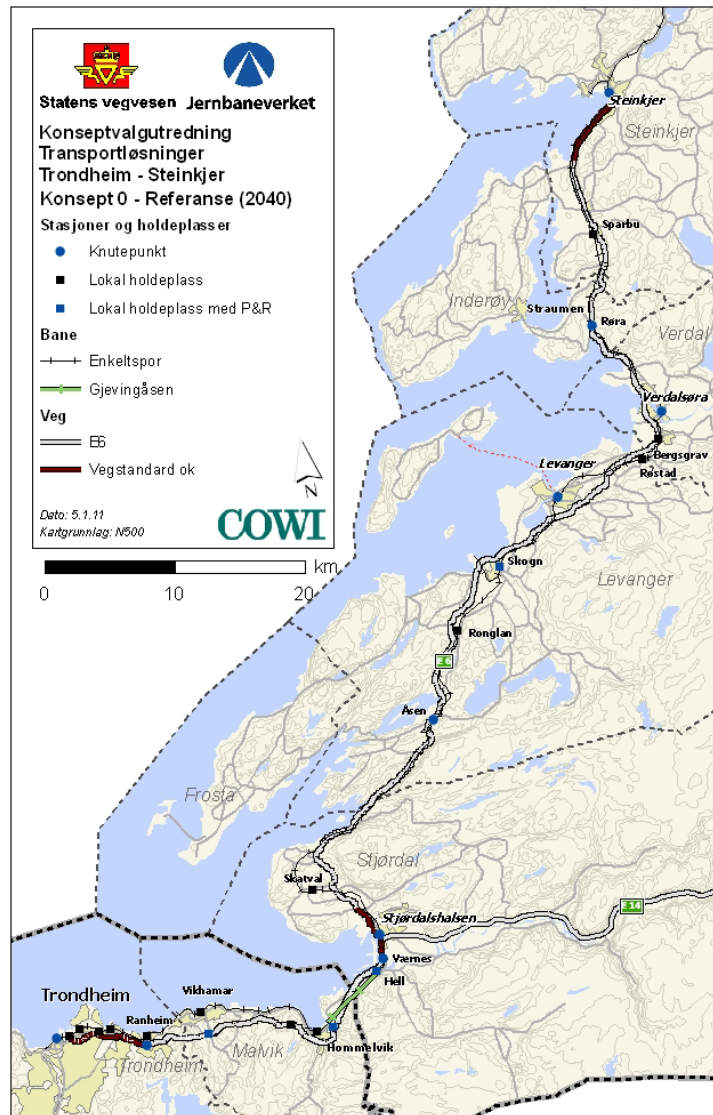 Statens vegvesen
Jernbaneverket
Konseptvalgutredning
Transportløsninger
Trondheim - Steinkjer
Konsept 0 - Referanse (2040)
Stasjoner og holdeplasser
Knutepunkt
Lokal holdeplass
Lokal holdeplass med P&R
Bane
Enkeltspor
Gjevingåsen
Veg
E6
Vegstandard ok
N
Dato: 5.1.11
Kartgrunnlag: N500
COWI
km
0 10 20
Steinkjer
Steinkjer
Sparbu
Inderøy
Straumen
Røra
Verdal
Verdalsøra
Bergsgrav
Røstad
Levanger
Skogn
Levanger
Ronglan
E6
Åsen
Frosta
Stjørdal
Skatval
Stjørdalshalsen
E14
Værnes
Hell
Vikhamar
Trondheim
Ranheim
Hommelvik
Malvik
Trondheim